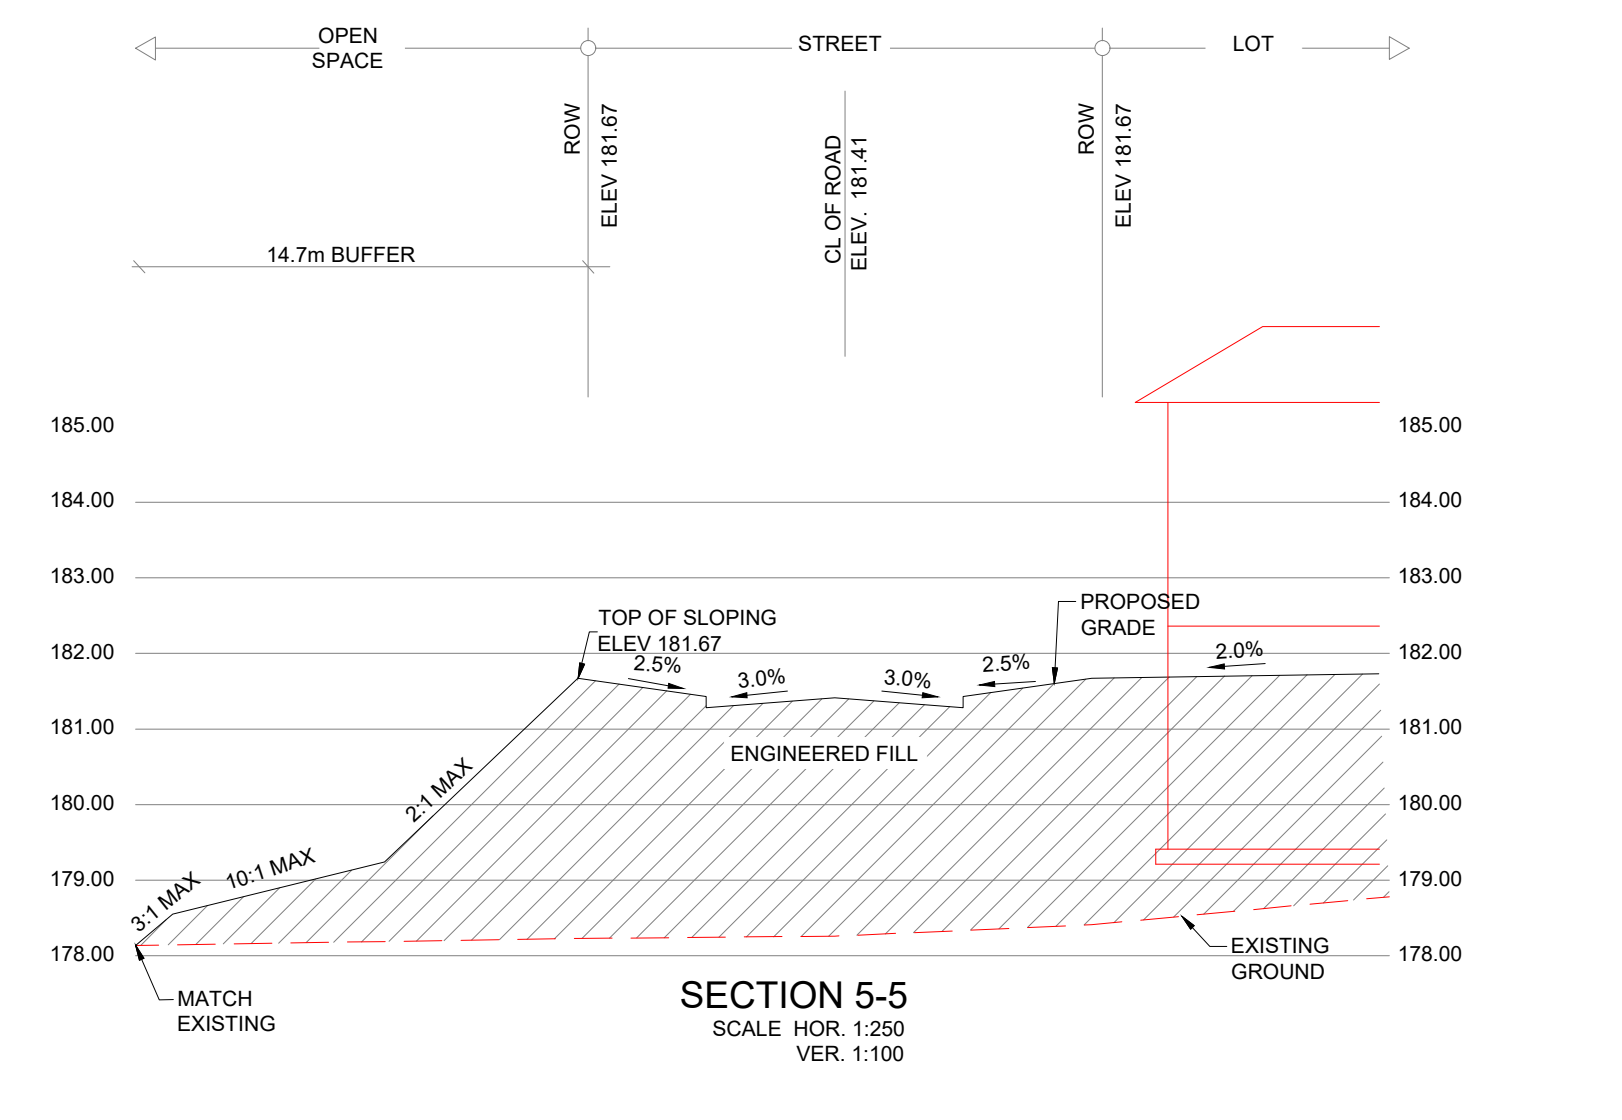 OPEN
SPACE
STREET
LOT
ROW
ELEV 181.67
CL OF ROAD
ELEV. 181.41
ROW
ELEV 181.67
14.7m BUFFER
185.00
185.00
184.00
184.00
183.00
183.00
TOP OF SLOPING
ELEV 181.67
PROPOSED
GRADE
182.00
182.00
2.5%
3.0%
3.0%
2.5%
2.0%
181.00
181.00
ENGINEERED FILL
2:1 MAX
180.00
180.00
10:1 MAX
3:1 MAX
179.00
179.00
178.00
178.00
EXISTING
GROUND
MATCH
EXISTING
SECTION 5-5
SCALE HOR. 1:250
VER. 1:100